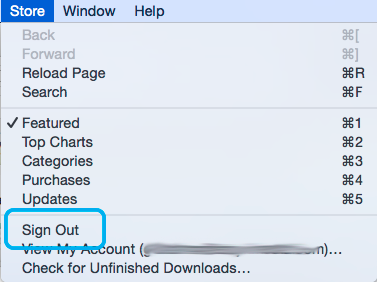 Store Window Help
Back ⌘[
Forward ⌘]
Reload Page ⌘R
Search ⌘F
✓ Featured ⌘1
Top Charts ⌘2
Categories ⌘3
Purchases ⌘4
Updates ⌘5
Sign Out
View My Account (
)…
Check for Unfinished Downloads…